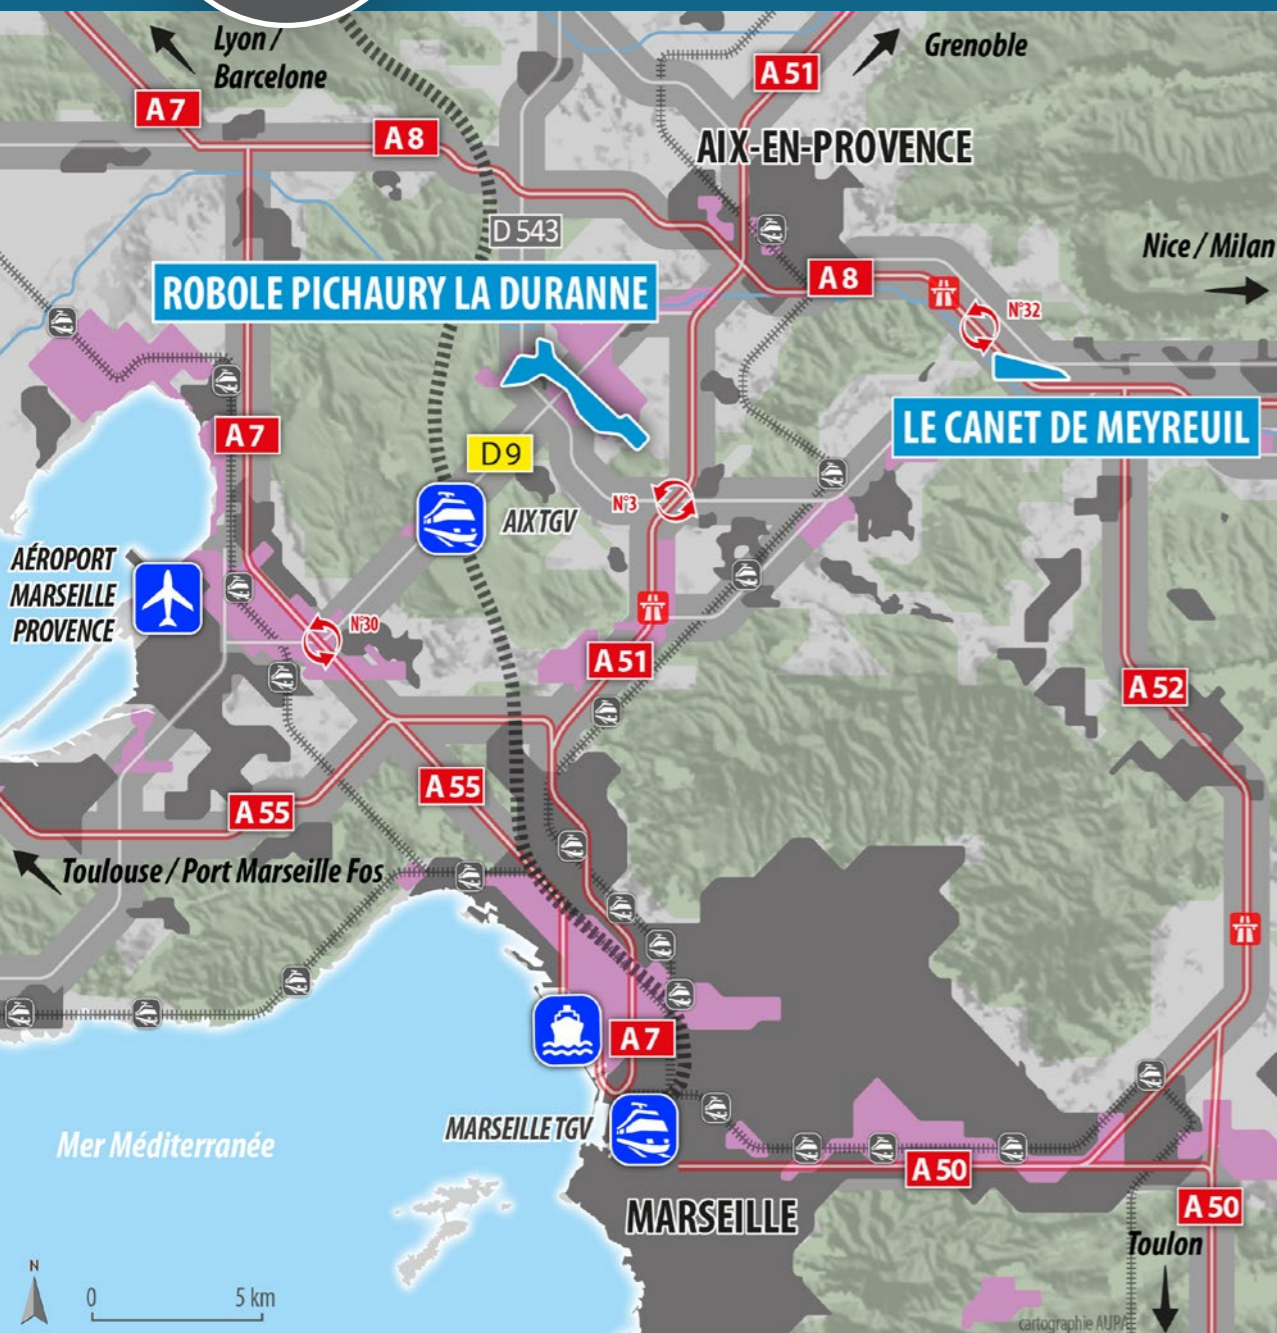 Lyon /
Barcelone
Grenoble
A 51
A 7
A 8
AIX-EN-PROVENCE
D 543
Nice / Milan
A 8
ROBOLE PICHAURY LA DURANNE
N°32
LE CANET DE MEYREUIL
A 7
D 9
N°3
AIX TGV
AÉROPORT
MARSEILLE
PROVENCE
N°30
A 51
A 52
A 55
A 55
Toulouse / Port Marseille Fos
A 7
MARSEILLE TGV
Mer Méditerranée
A 50
A 50
MARSEILLE
Toulon
N
0 5 km
cartographie AUPA